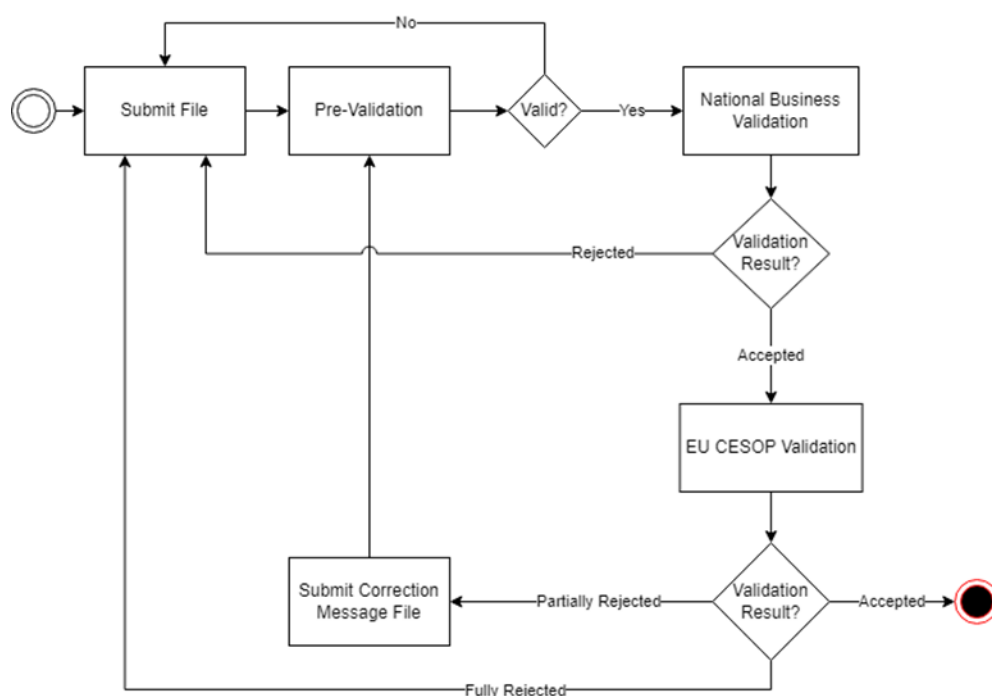 No
Submit File
Pre-Validation
Valid?
Yes
National Business
Validation
Rejected
Validation
Result?
Accepted
EU CESOP Validation
Submit Correction
Message File
Partially Rejected
Validation
Result?
Accepted
Fully Rejected